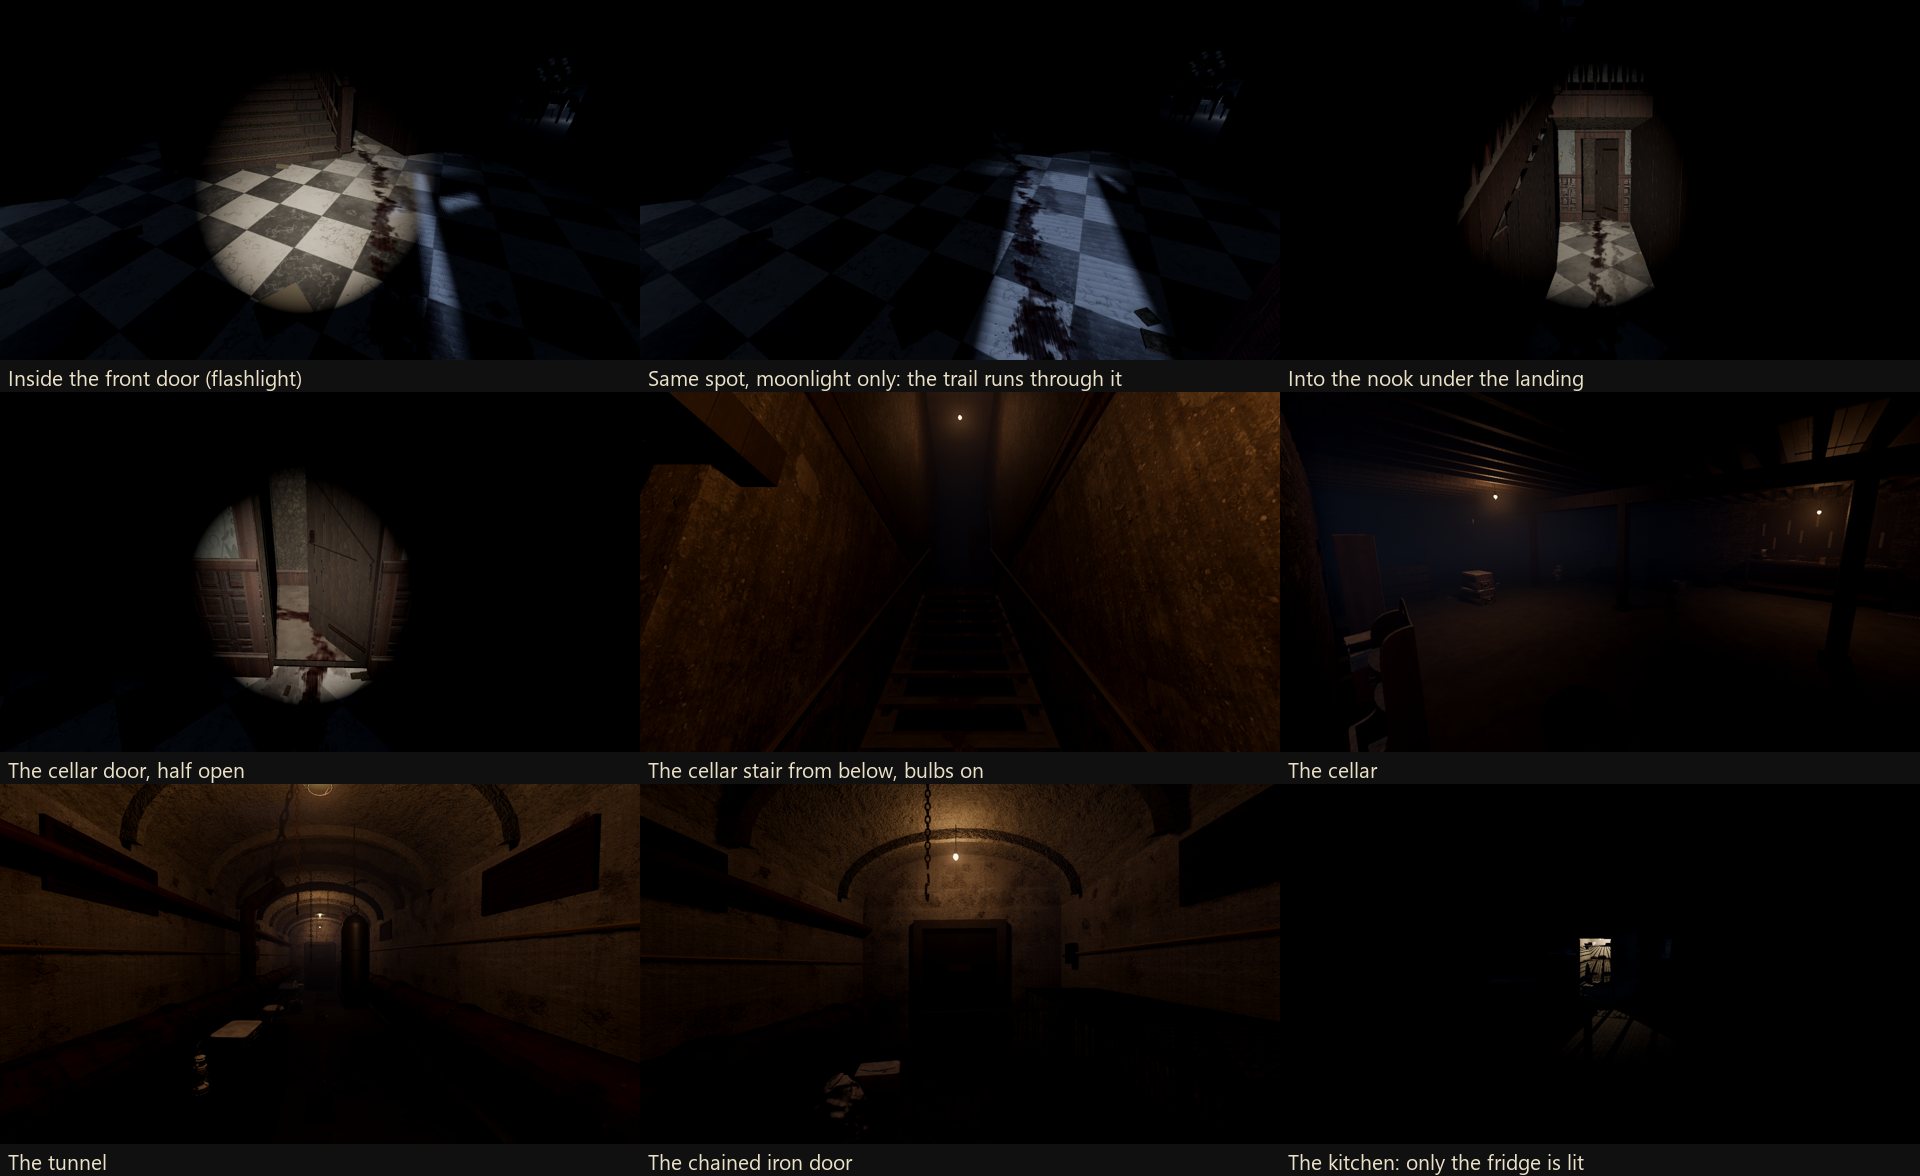 Inside the front door (flashlight)
Same spot, moonlight only: the trail runs through it
Into the nook under the landing
The cellar door, half open
The cellar stair from below, bulbs on
The cellar
The tunnel
The chained iron door
The kitchen: only the fridge is lit